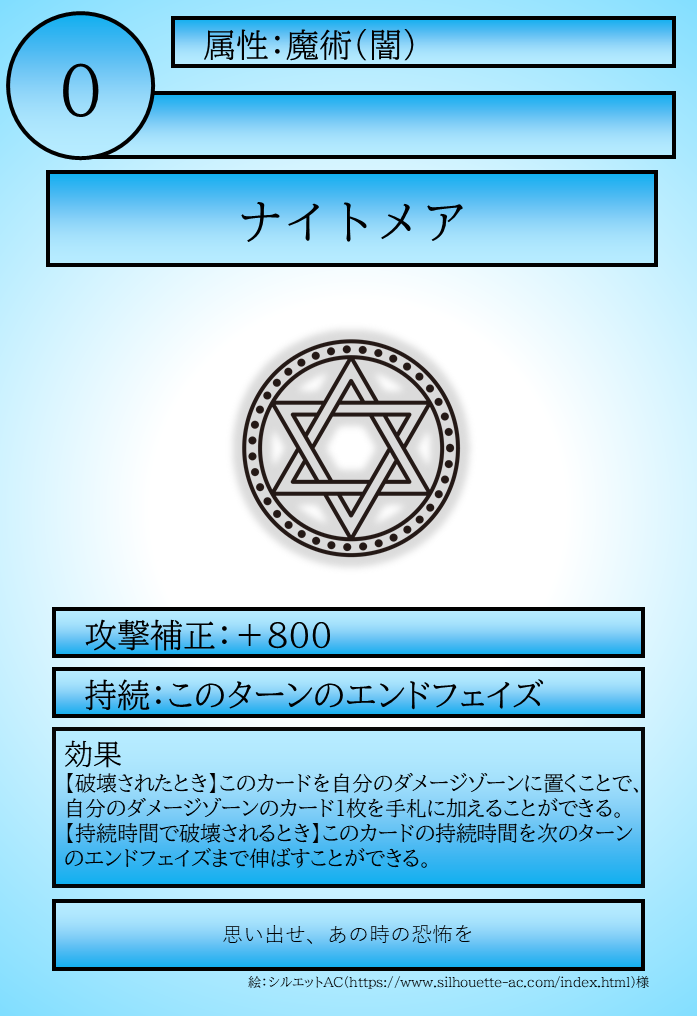 0
属性：魔術（闇）
ナイトメア
攻撃補正：＋800
持続：このターンのエンドフェイズ
効果
【破壊されたとき】このカードを自分のダメージゾーンに置くことで、
自分のダメージゾーンのカード1枚を手札に加えることができる。
【持続時間で破壊されるとき】このカードの持続時間を次のターン
のエンドフェイズまで伸ばすことができる。
思い出せ、あの時の恐怖を
絵：シルエットAC（https://www.silhouette-ac.com/index.html）様